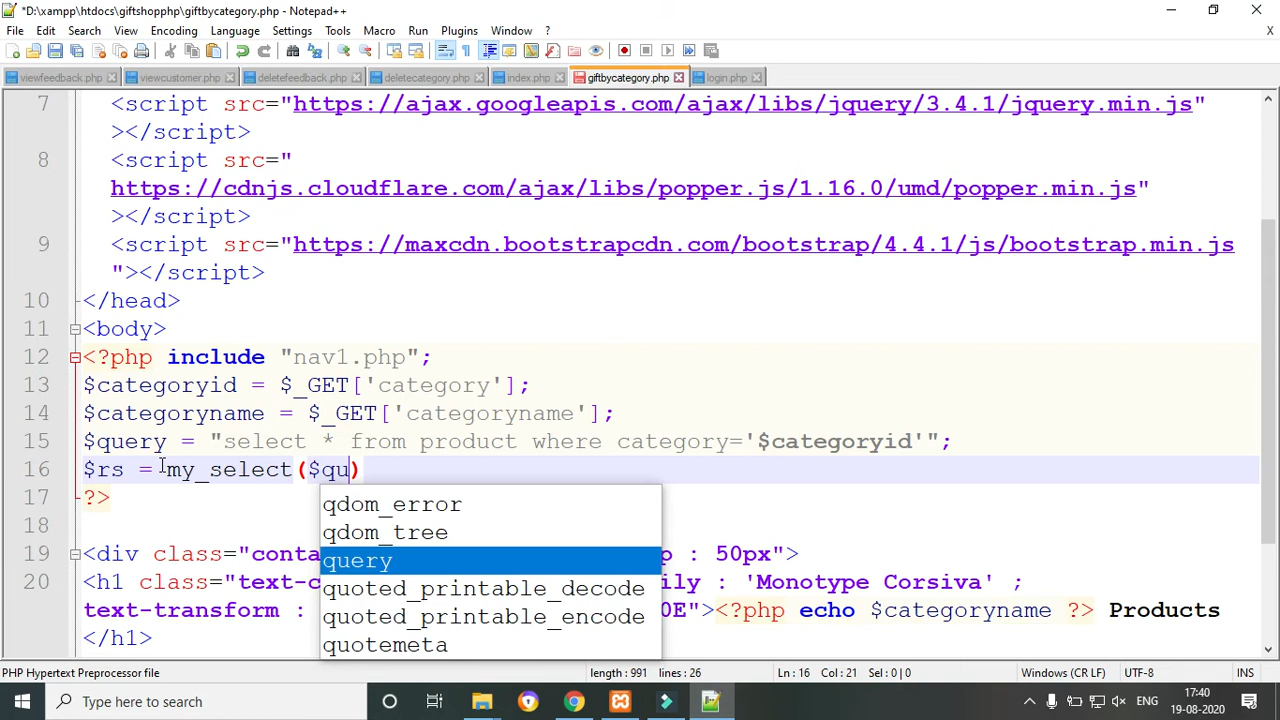 *D:\xampp\htdocs\giftshopphp\giftbycategory.php - Notepad++
File Edit Search View Encoding Language Settings Tools Macro Run Plugins Window ?
X
viewfeedback.php viewcustomer.php deletefeedback.php deletecategory.php index.php giftbycategory.php login.php
7 <script src="https://ajax.googleapis.com/ajax/libs/jquery/3.4.1/jquery.min.js"
></script>
8 <script src="
https://cdnjs.cloudflare.com/ajax/libs/popper.js/1.16.0/umd/popper.min.js"
></script>
9 <script src="https://maxcdn.bootstrapcdn.com/bootstrap/4.4.1/js/bootstrap.min.js
"></script>
10 </head>
11 <body>
12 <?php include "nav1.php";
13 $categoryid = $_GET['category'];
14 $categoryname = $_GET['categoryname'];
15 $query = "select * from product where category='$categoryid'";
16 $rs = my_select($qu)
17 ?>
qdom_error
18
qdom_tree
19 <div class="conta p : 50px">
query
20 <h1 class="text-c ily : 'Monotype Corsiva' ;
quoted_printable_decode
text-transform : 0E"><?php echo $categoryname ?> Products
quoted_printable_encode
</h1>
quotemeta
PHP Hypertext Preprocessor file length : 991 lines : 26 Ln : 16 Col : 21 Sel : 0 | 0 Windows (CR LF) UTF-8 INS
Type here to search
ENG
17:40
19-08-2020